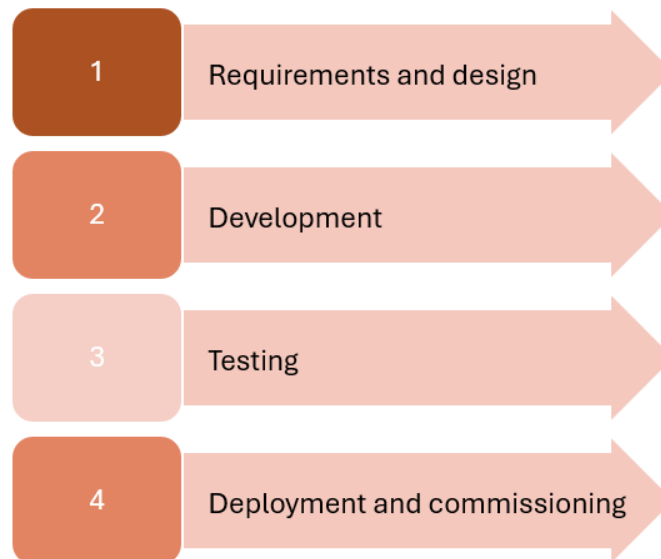 1
Requirements and design
2
Development
3
Testing
4
Deployment and commissioning